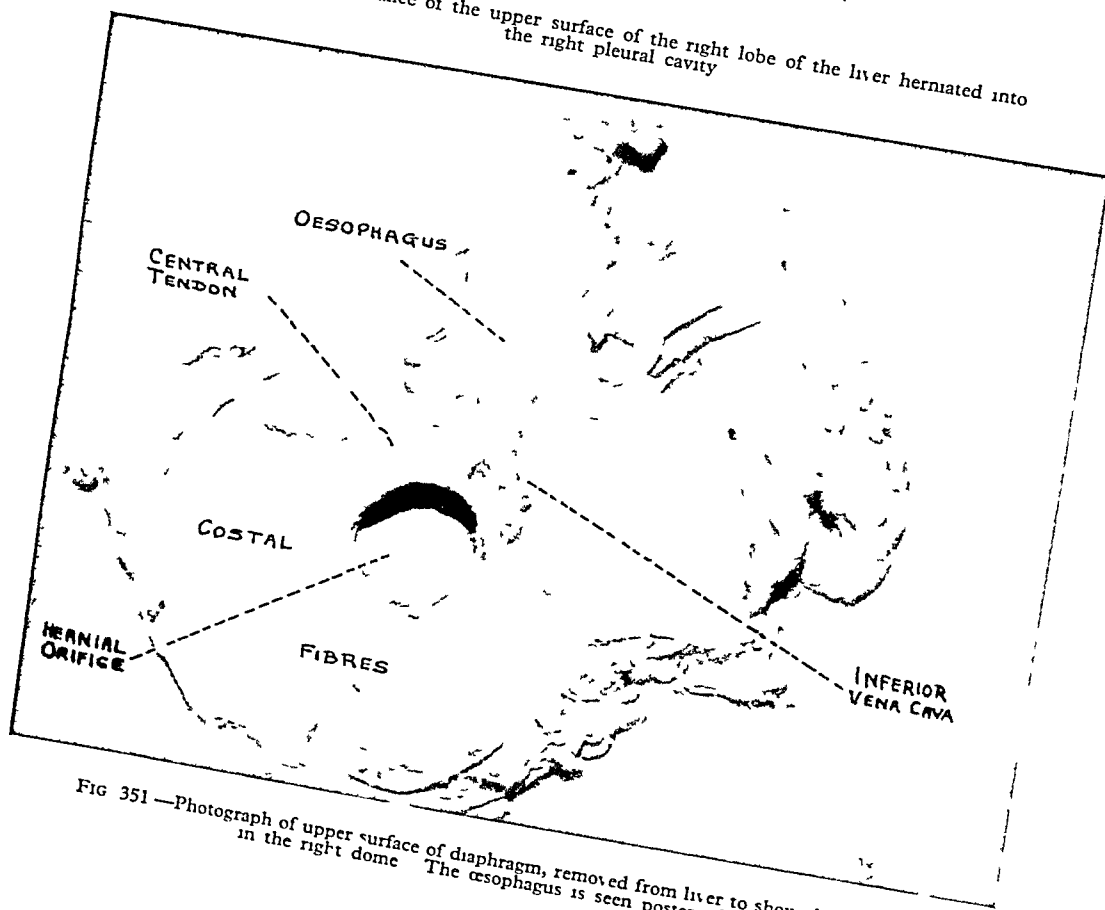 of the upper surface of the right lobe of the liver herniated into
the right pleural cavity
OESOPHAGUS
CENTRAL
TENDON
COSTAL
HERNIAL
ORIFICE
FIBRES
INFERIOR
VENA CAVA
FIG 351—Photograph of upper surface of diaphragm, removed from liver to show
in the right dome The œsophagus is seen